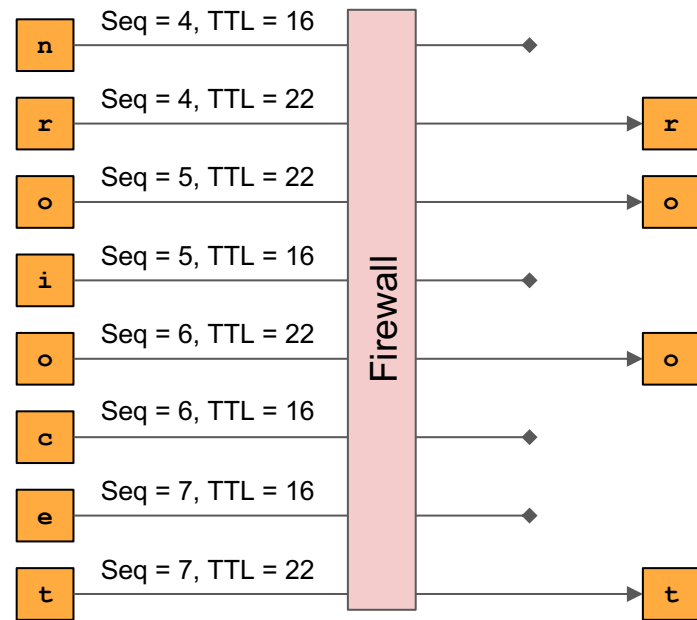 n Seq = 4, TTL = 16
r Seq = 4, TTL = 22 r
o Seq = 5, TTL = 22 o
i Seq = 5, TTL = 16
o Seq = 6, TTL = 22 o
c Seq = 6, TTL = 16
e Seq = 7, TTL = 16
t Seq = 7, TTL = 22 t
Firewall